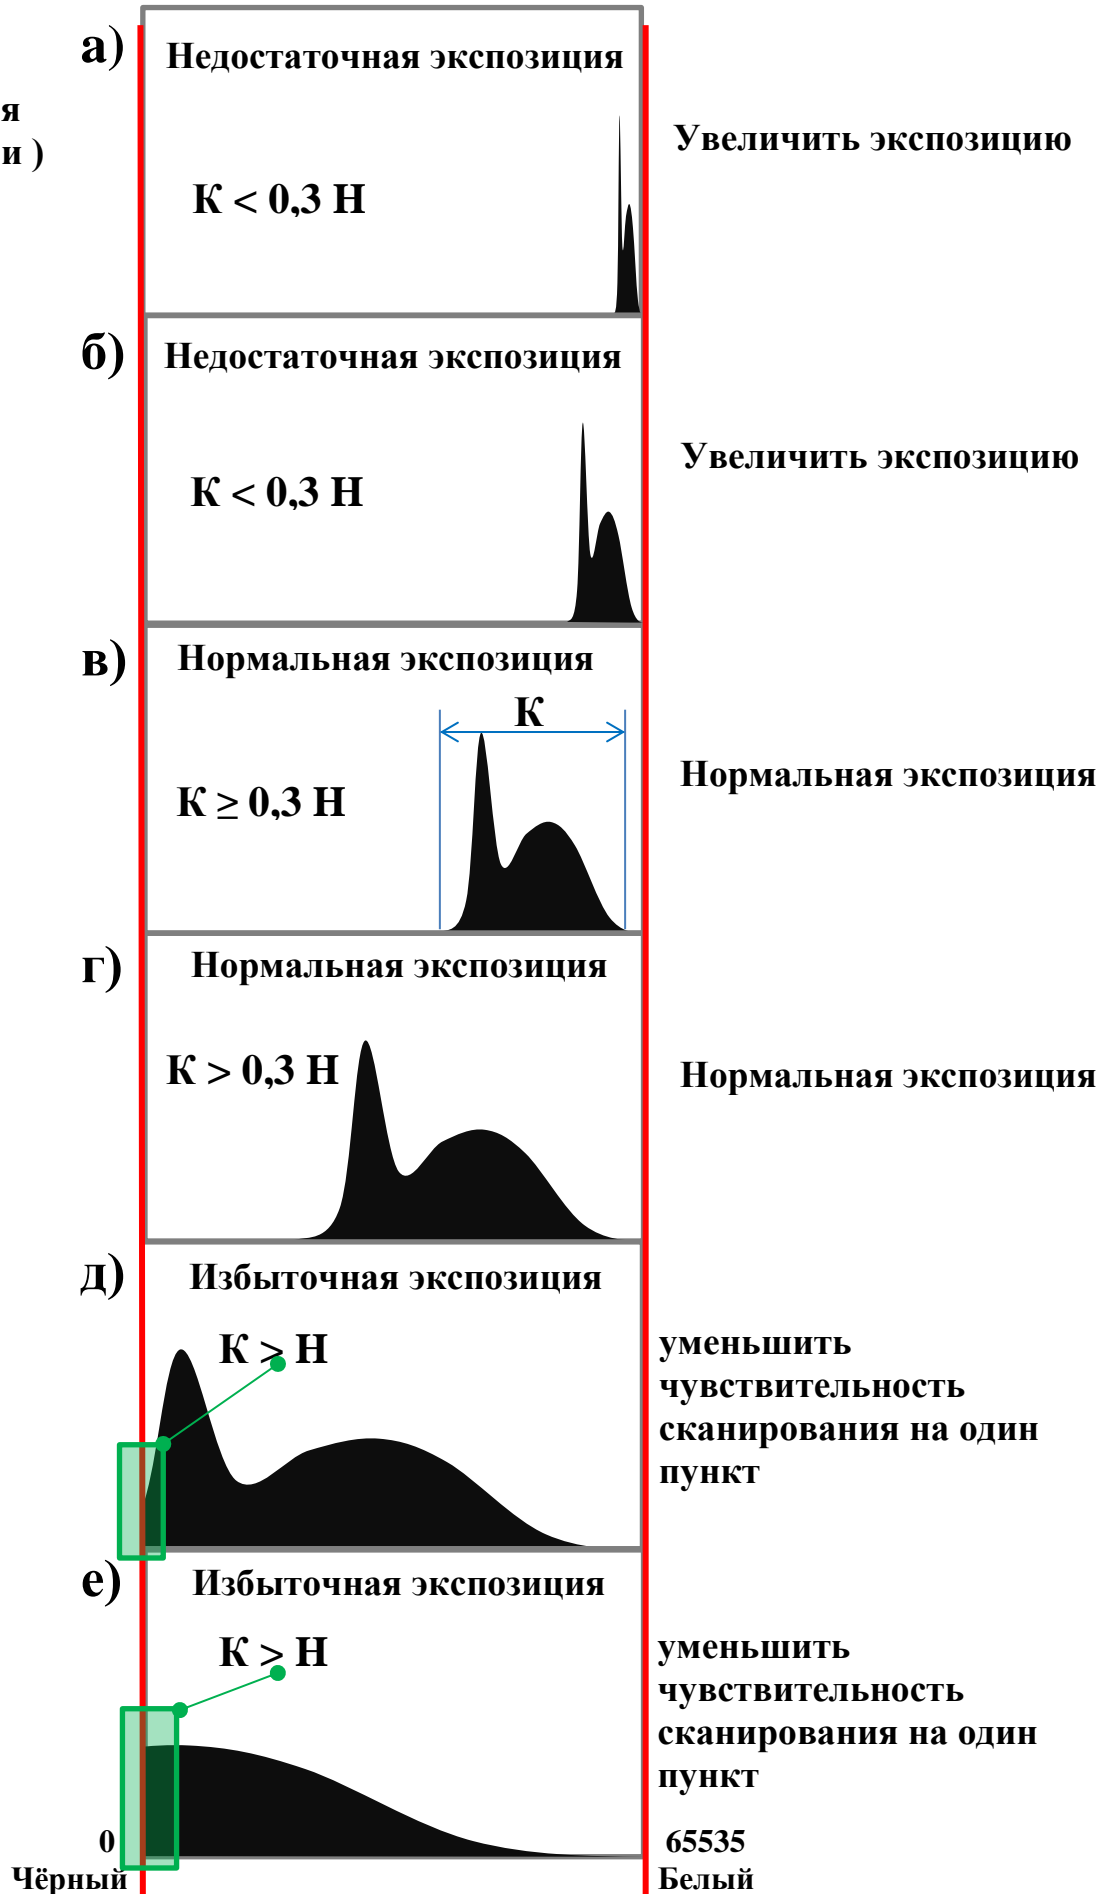 а)
Недостаточная экспозиция
я
и )
Увеличить экспозицию
К < 0,3 Н
б)
Недостаточная экспозиция
Увеличить экспозицию
К < 0,3 Н
в)
Нормальная экспозиция
К
Нормальная экспозиция
К ≥ 0,3 Н
г)
Нормальная экспозиция
К > 0,3 Н
Нормальная экспозиция
д)
Избыточная экспозиция
К > Н
уменьшить
чувствительность
сканирования на один
пункт
е)
Избыточная экспозиция
К > Н
уменьшить
чувствительность
сканирования на один
пункт
0
65535
Чёрный
Белый